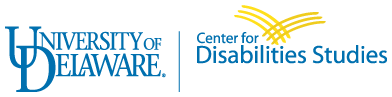 UNIVERSITY OF
DELAWARE®
Center for
Disabilities Studies